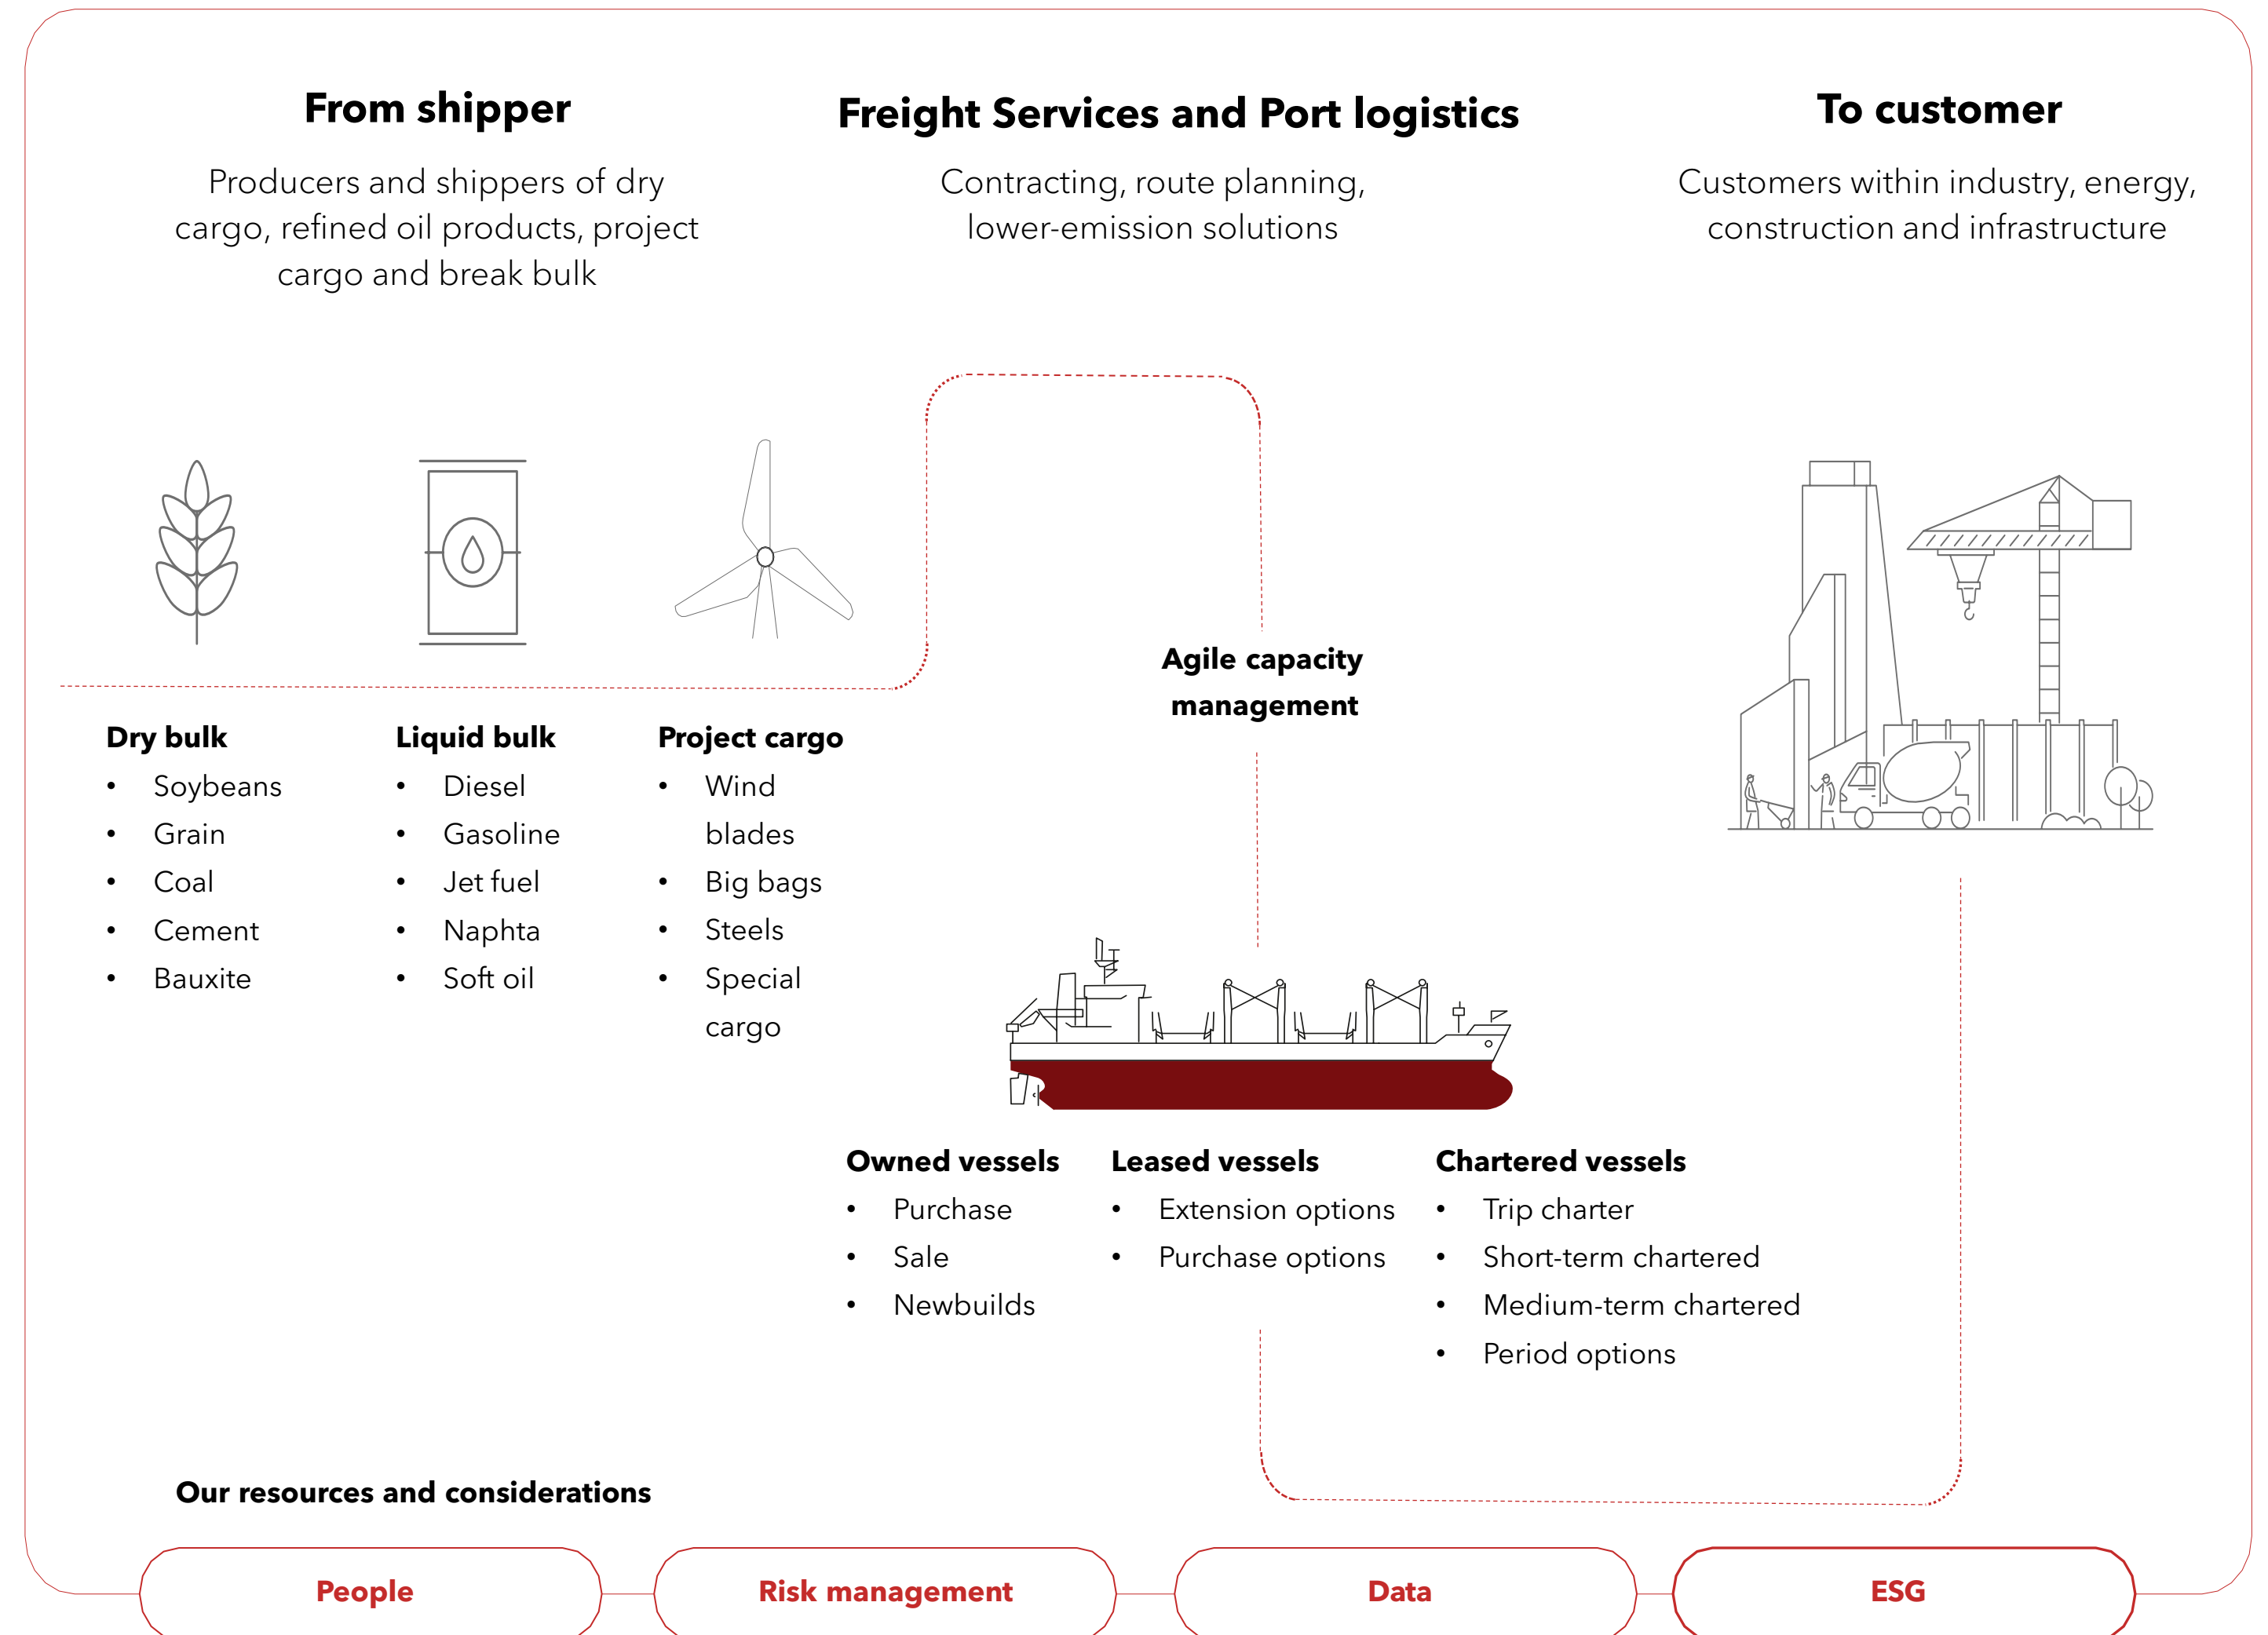 From shipper
Producers and shippers of dry
cargo, refined oil products, project
cargo and break bulk
Freight Services and Port logistics
Contracting, route planning,
lower-emission solutions
To customer
Customers within industry, energy,
construction and infrastructure
Agile capacity
management
Dry bulk
• Soybeans
• Grain
• Coal
• Cement
• Bauxite
Liquid bulk
• Diesel
• Gasoline
• Jet fuel
• Naphta
• Soft oil
Project cargo
• Wind
blades
• Big bags
• Steels
• Special
cargo
Owned vessels
• Purchase
• Sale
• Newbuilds
Leased vessels
• Extension options
• Purchase options
Chartered vessels
• Trip charter
• Short-term chartered
• Medium-term chartered
• Period options
Our resources and considerations
People
Risk management
Data
ESG